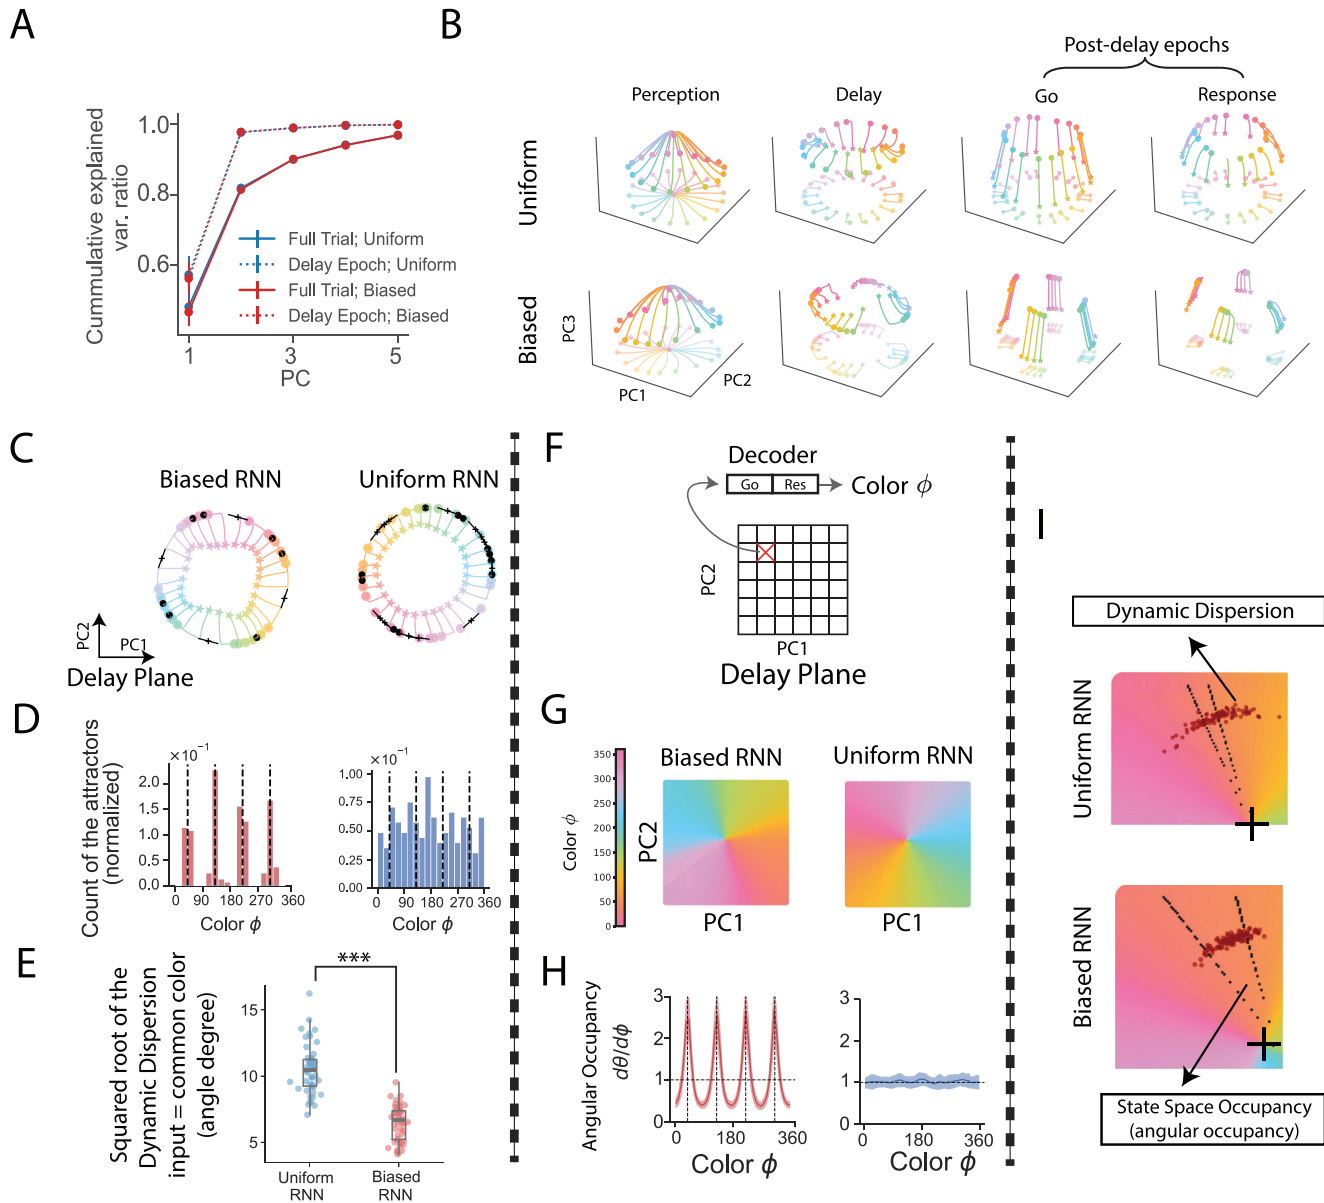 A
Cummulative explained
var. ratio
1.0
0.8
0.6
Full Trial; Uniform
Delay Epoch; Uniform
Full Trial; Biased
Delay Epoch; Biased
1
3
5
PC
B
Post-delay epochs
Perception
Delay
Go
Response
Uniform
Biased
PC3
PC1
PC2
C
Biased RNN
Uniform RNN
PC2
PC1
Delay Plane
D
Count of the attractors
(normalized)
×10⁻¹
2.0
1.5
1.0
0.5
0.0
0 90 180 270 360
Color ϕ
×10⁻¹
1.00
0.75
0.50
0.25
0.00
0 90 180 270 360
Color ϕ
E
Squared root of the
Dynamic Dispersion
input = common color
(angle degree)
***
15
10
5
Uniform
RNN
Biased
RNN
F
Decoder
Go Res
Color ϕ
PC2
PC1
Delay Plane
G
Color ϕ
350
300
250
200
150
100
50
0
Biased RNN
Uniform RNN
PC2
PC1
PC1
H
Angular Occupancy
dθ/dϕ
3
2
1
0
0 180 360
Color ϕ
3
2
1
0
0 180 360
Color ϕ
I
Dynamic Dispersion
Uniform RNN
Biased RNN
State Space Occupancy
(angular occupancy)